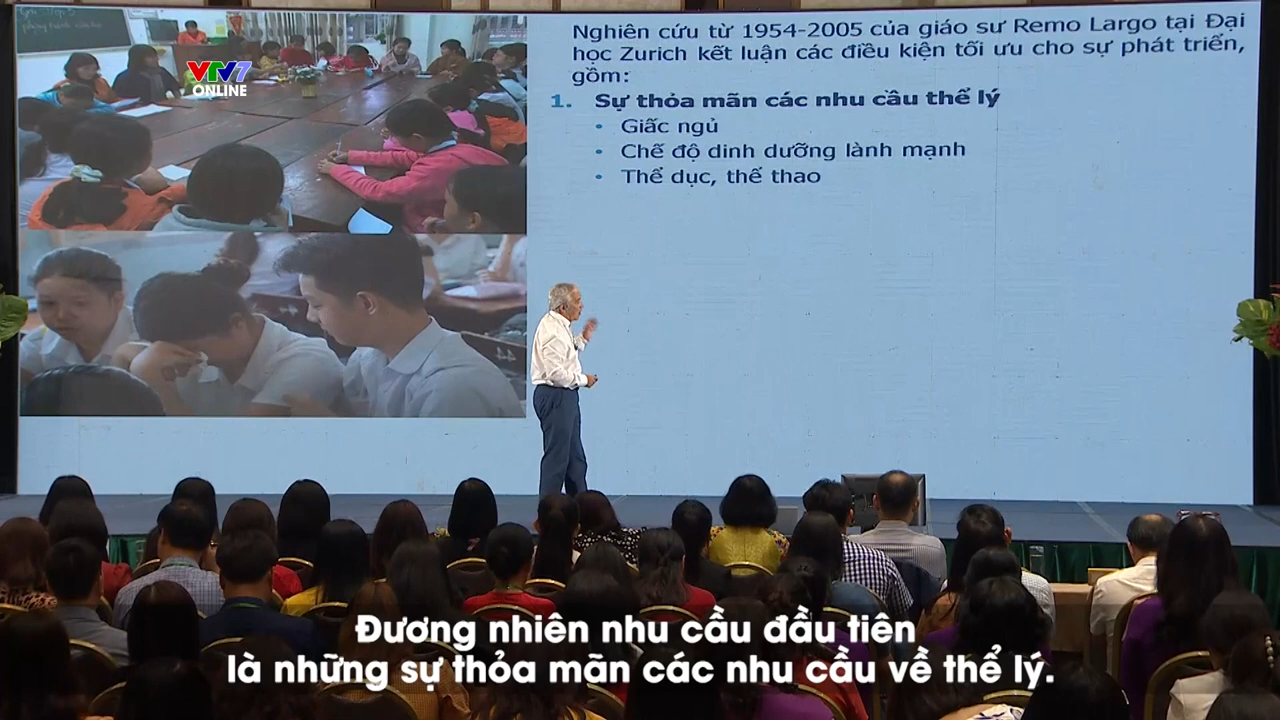 VTV7
ONLINE
Nghiên cứu từ 1954-2005 của giáo sư Remo Largo tại Đại
học Zurich kết luận các điều kiện tối ưu cho sự phát triển,
gồm:
1. Sự thỏa mãn các nhu cầu thể lý
• Giấc ngủ
• Chế độ dinh dưỡng lành mạnh
• Thể dục, thể thao
Đương nhiên nhu cầu đầu tiên
là những sự thỏa mãn các nhu cầu về thể lý.